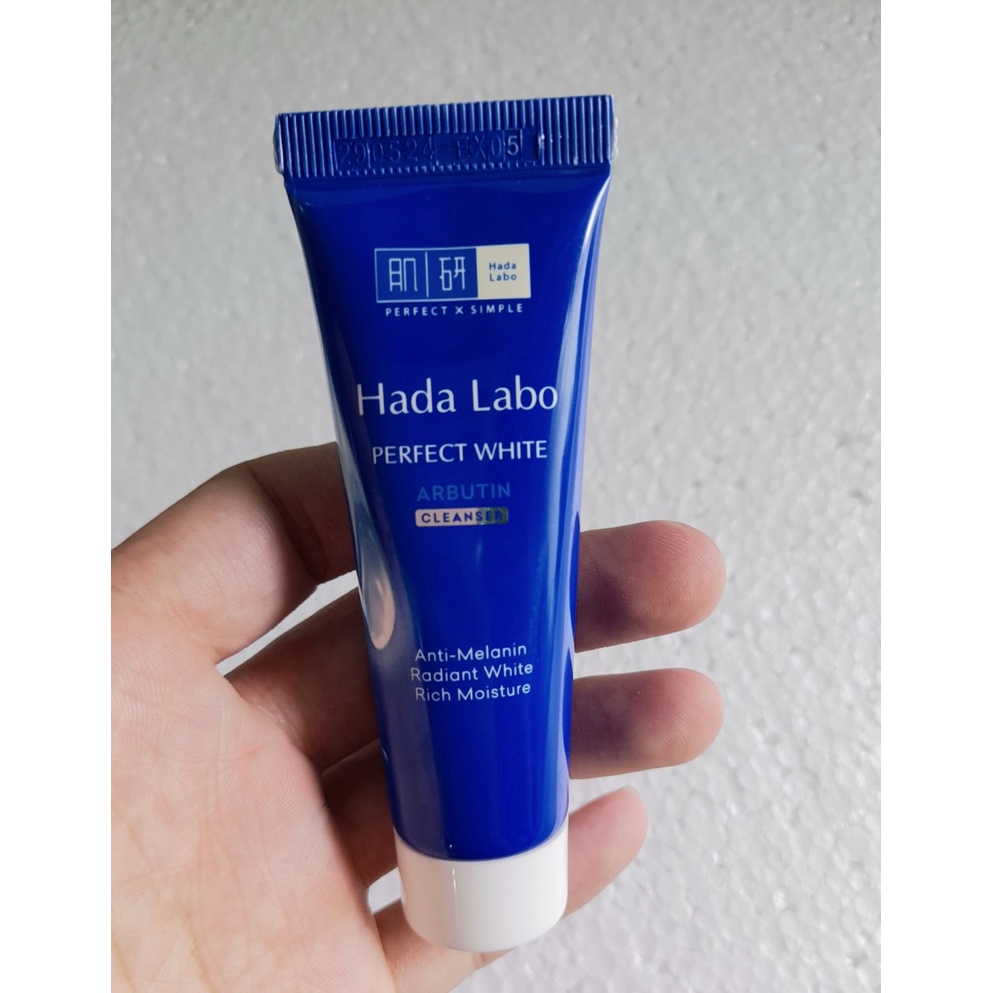 290524 EX05
肌研
Hada
Labo
PERFECT X SIMPLE
Hada Labo
PERFECT WHITE
ARBUTIN
CLEANSER
Anti-Melanin
Radiant White
Rich Moisture